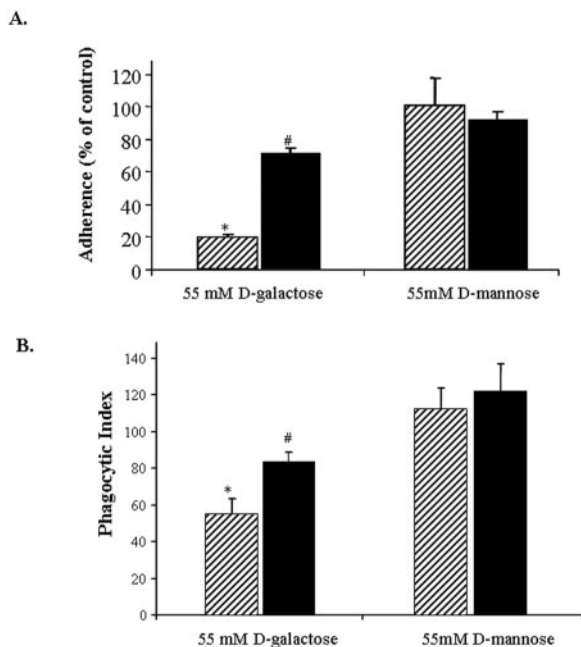 A.
Adherence (% of control)
120
100
80
60
40
20
0
*
#
55 mM D-galactose
55mM D-mannose
B.
Phagocytic Index
140
120
100
80
60
40
20
0
*
#
55 mM D-galactose
55mM D-mannose